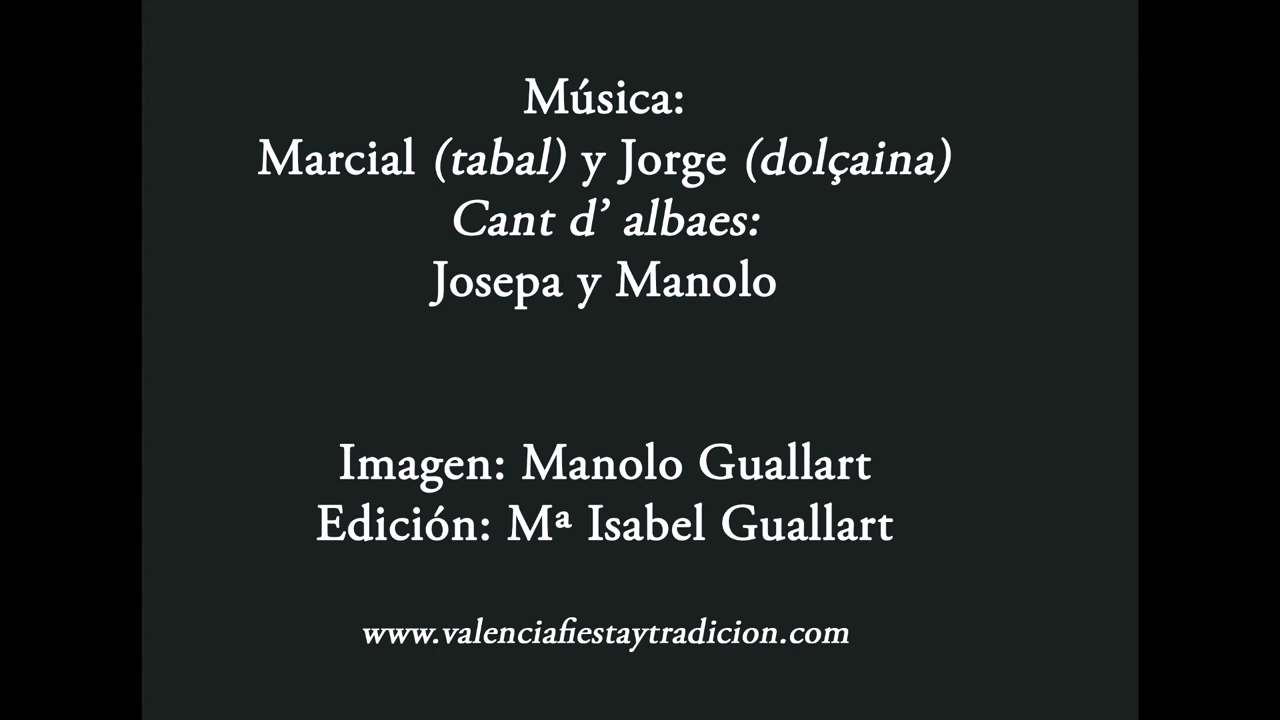 Música:
Marcial (tabal) y Jorge (dolçaina)
Cant d’ albaes:
Josepa y Manolo
Imagen: Manolo Guallart
Edición: Mª Isabel Guallart
www.valenciafiestaytradicion.com